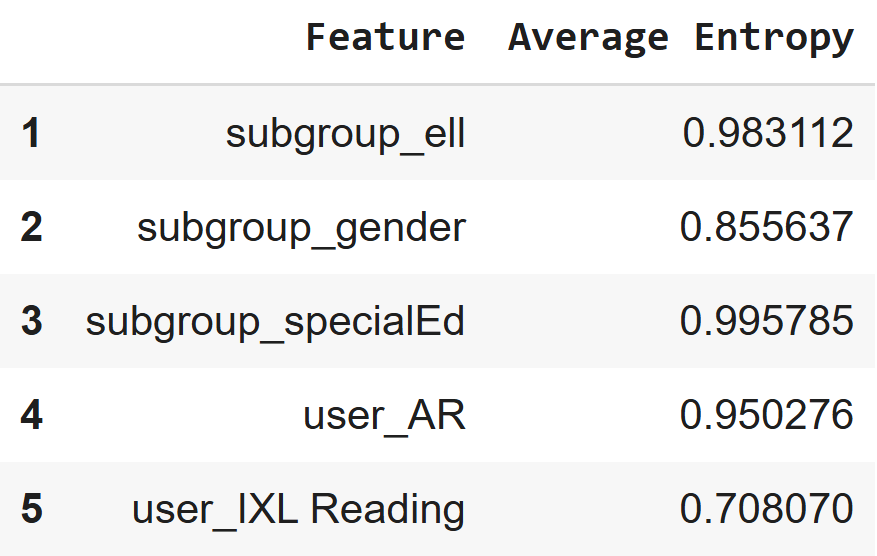 Feature Average Entropy
1 subgroup_ell 0.983112
2 subgroup_gender 0.855637
3 subgroup_specialEd 0.995785
4 user_AR 0.950276
5 user_IXL Reading 0.708070